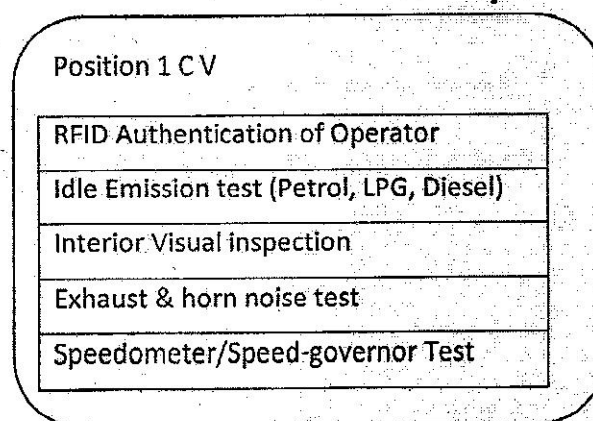 Position 1 C V
RFID Authentication of Operator
Idle Emission test (Petrol, LPG, Diesel)
Interior Visual inspection
Exhaust & horn noise test
Speedometer/Speed-governor Test